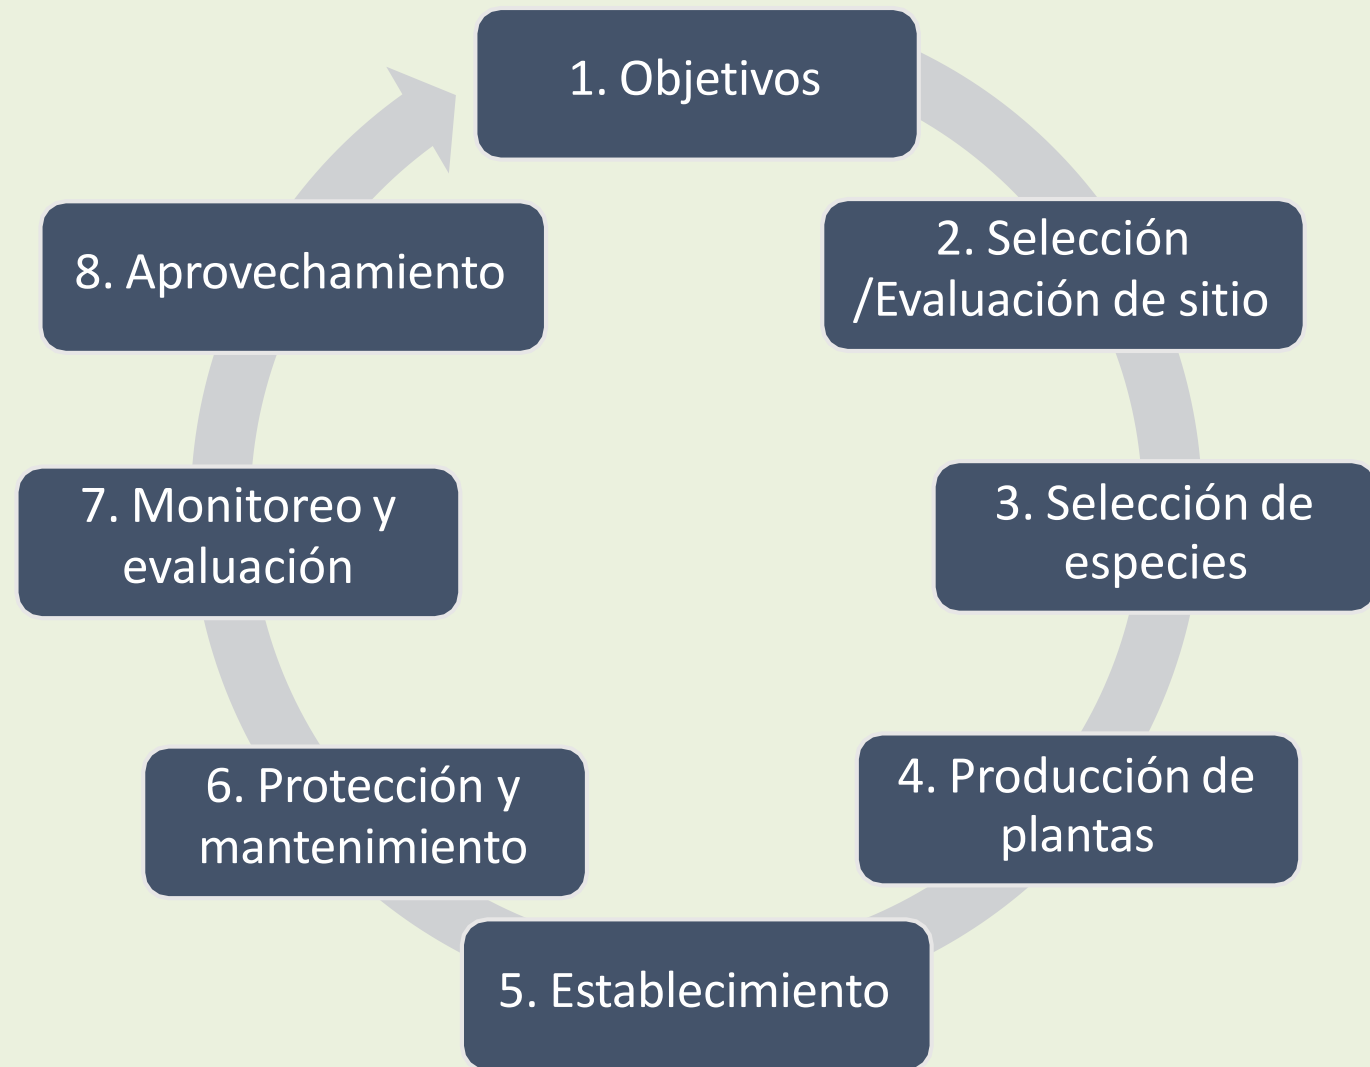 1. Objetivos
2. Selección
/Evaluación de sitio
3. Selección de
especies
4. Producción de
plantas
5. Establecimiento
6. Protección y
mantenimiento
7. Monitoreo y
evaluación
8. Aprovechamiento